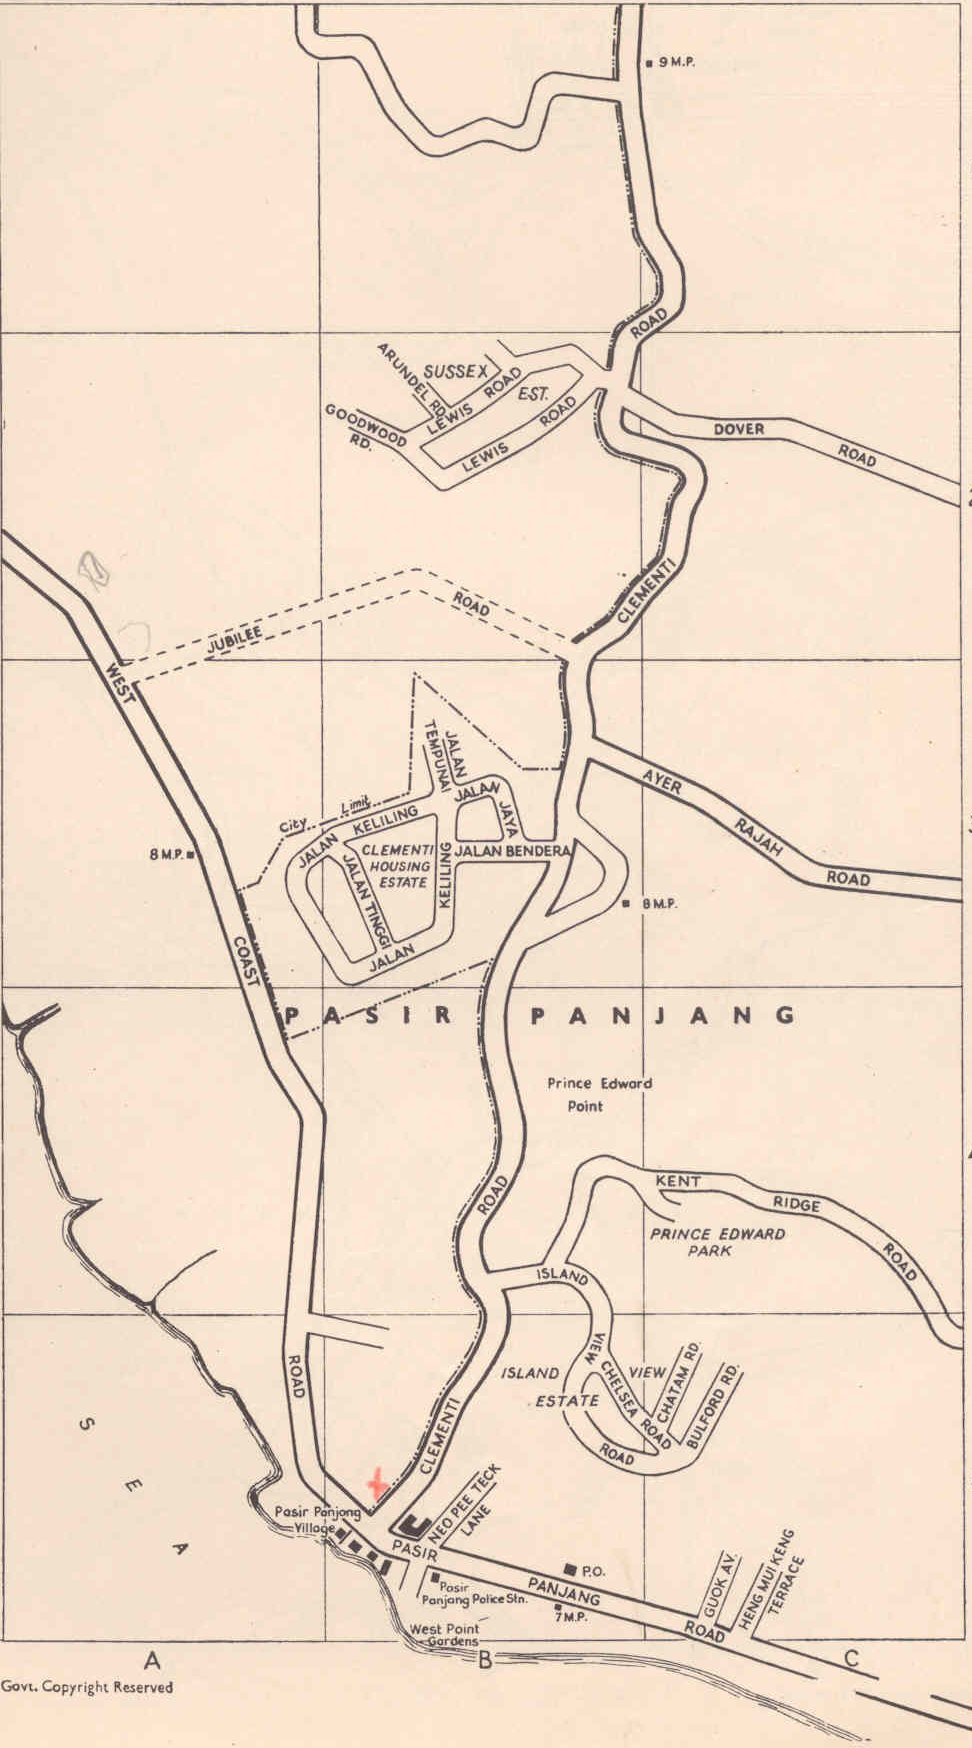 9 M.P.
ROAD
ARUNDEL RD.
SUSSEX
EST.
LEWIS ROAD
GOODWOOD
RD.
LEWIS ROAD
DOVER ROAD
CLEMENTI
JUBILEE ROAD
WEST
JALAN
TEMPUNAI
AYER RAJAH ROAD
City Limit
JALAN KELILING
JALAN JAYA
8 M.P.
CLEMENTI
HOUSING
ESTATE
KELILING
JALAN BENDERA
JALAN TINGGI
JALAN
8 M.P.
COAST
PASIR PANJANG
Prince Edward
Point
ROAD
KENT RIDGE ROAD
PRINCE EDWARD
PARK
ISLAND
VIEW
ROAD
ISLAND VIEW
ESTATE
CHELSEA ROAD
CHATAM RD.
BULFORD RD.
ROAD
CLEMENTI
SEA
Pasir Panjong
Village
NEO PEE TECK
LANE
PASIR PANJANG ROAD
P.O.
Pasir
Panjang Police Stn.
7 M.P.
GUOK AV.
HENG MUI KENG
TERRACE
West Point
Gardens
A
B
C
Govt. Copyright Reserved